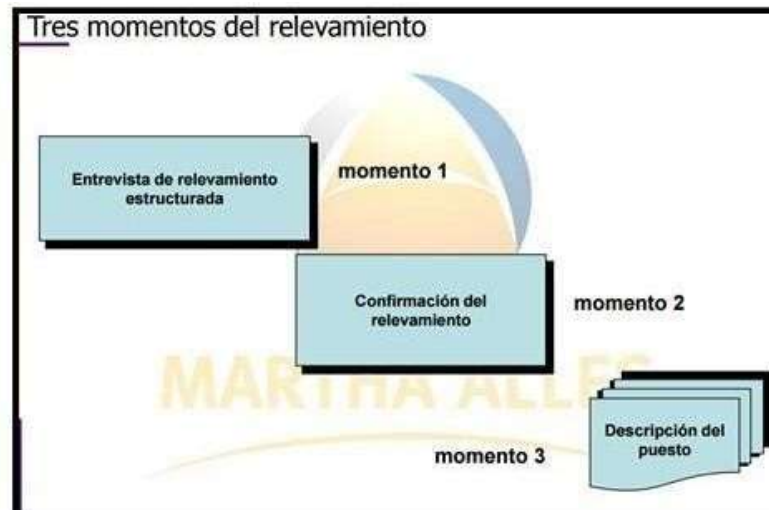 Tres momentos del relevamiento
Entrevista de relevamiento
estructurada
momento 1
Confirmación del
relevamiento
momento 2
MARTHA ALLES
Descripción del
puesto
momento 3